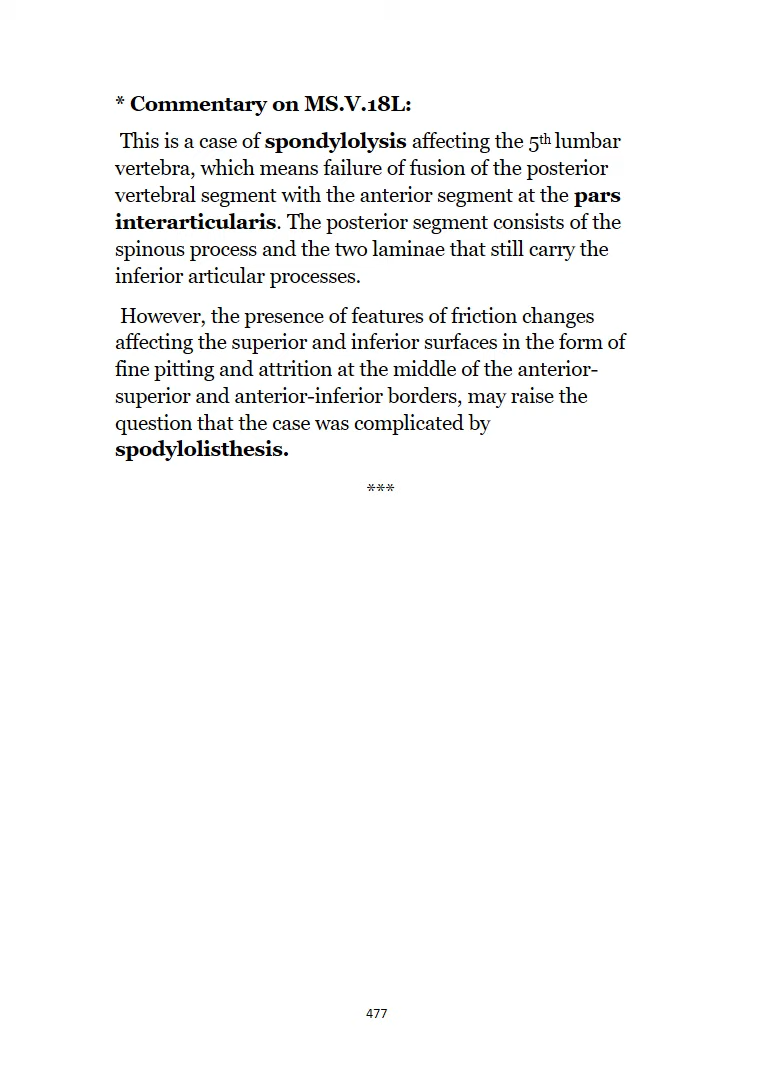 * Commentary on MS.V.18L:
This is a case of spondylolysis affecting the 5th lumbar
vertebra, which means failure of fusion of the posterior
vertebral segment with the anterior segment at the pars
interarticularis. The posterior segment consists of the
spinous process and the two laminae that still carry the
inferior articular processes.
However, the presence of features of friction changes
affecting the superior and inferior surfaces in the form of
fine pitting and attrition at the middle of the anterior-
superior and anterior-inferior borders, may raise the
question that the case was complicated by
spodylolisthesis.
***
477